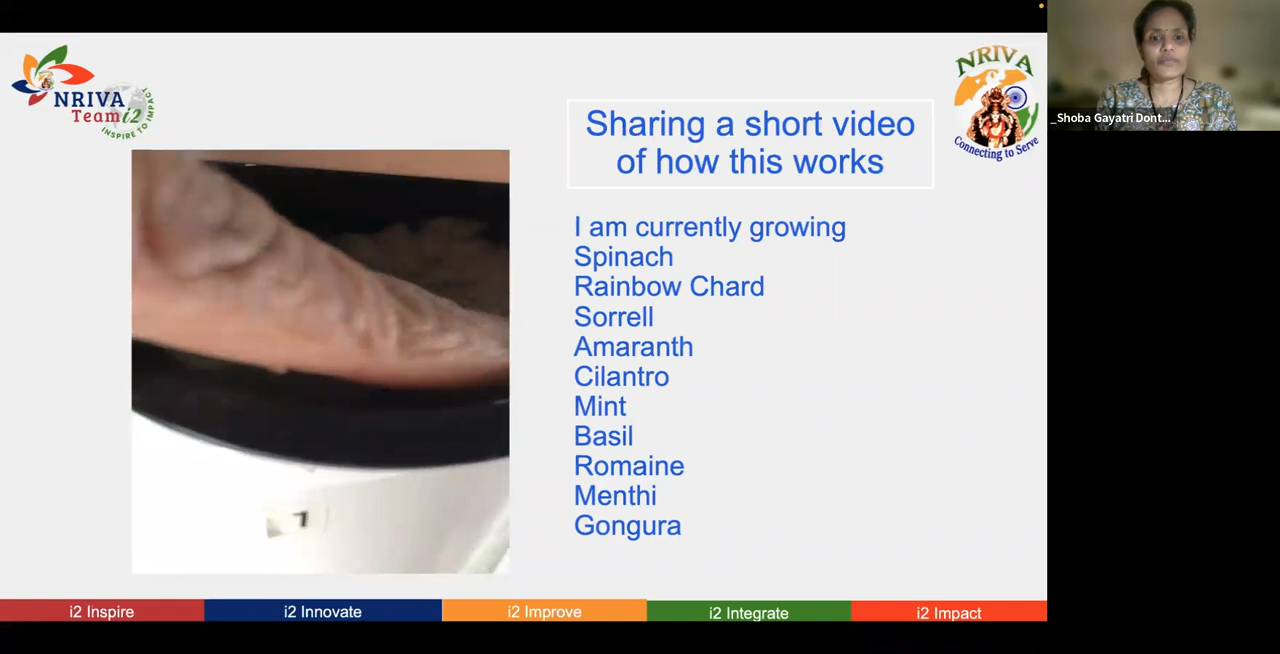 NRIVA
Team i2
INSPIRE TO IMPACT
Sharing a short video
of how this works
NRIVA
Connecting to Serve
_Shoba Gayatri Dont...
I am currently growing
Spinach
Rainbow Chard
Sorrell
Amaranth
Cilantro
Mint
Basil
Romaine
Menthi
Gongura
i2 Inspire
i2 Innovate
i2 Improve
i2 Integrate
i2 Impact